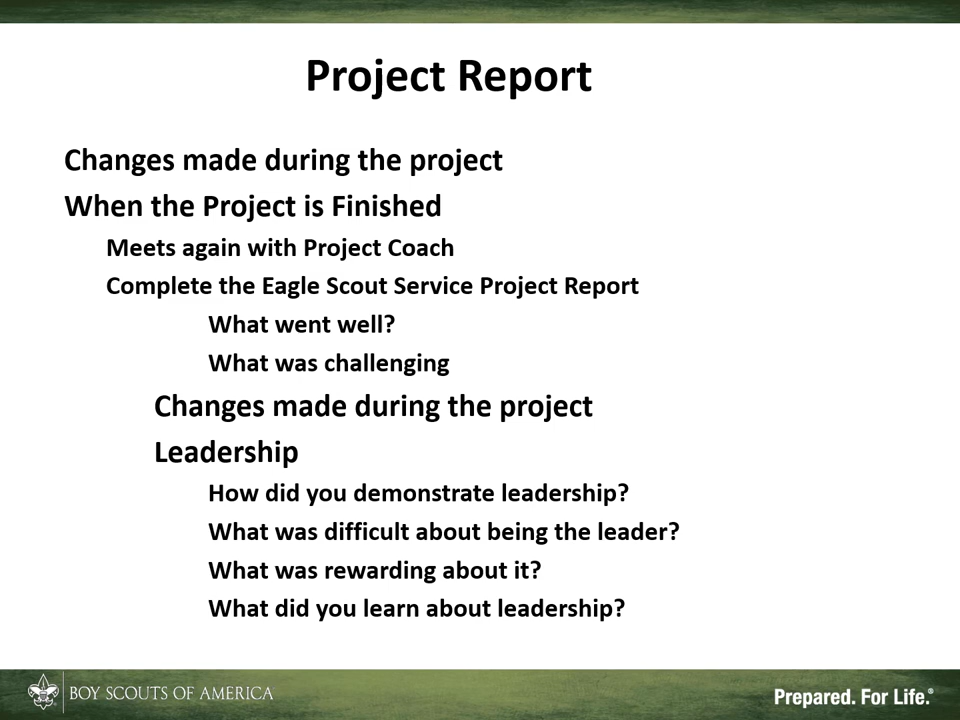 Project Report
Changes made during the project
When the Project is Finished
Meets again with Project Coach
Complete the Eagle Scout Service Project Report
What went well?
What was challenging
Changes made during the project
Leadership
How did you demonstrate leadership?
What was difficult about being the leader?
What was rewarding about it?
What did you learn about leadership?
BOY SCOUTS OF AMERICA
Prepared. For Life.®